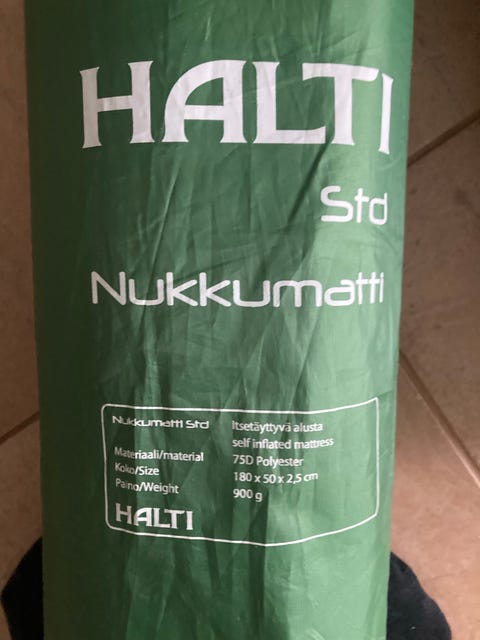 HALTI
Std
Nukkumatti
Nukkumatti Std Itsetäyttyvä alusta
self inflated mattress
Materiaali/material 75D Polyester
Koko/Size 180 x 50 x 2,5 cm
Paino/Weight 900 g
HALTI